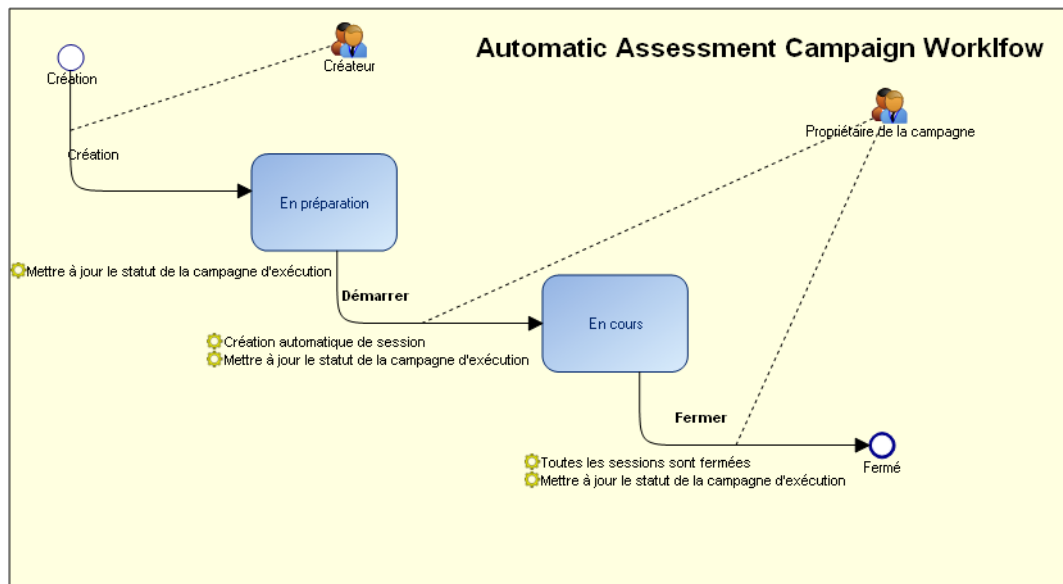 Automatic Assessment Campaign Worklfow
Création
Créateur
Propriétaire de la campagne
Création
En préparation
Mettre à jour le statut de la campagne d'exécution
Démarrer
En cours
Création automatique de session
Mettre à jour le statut de la campagne d'exécution
Fermer
Toutes les sessions sont fermées
Fermé
Mettre à jour le statut de la campagne d'exécution